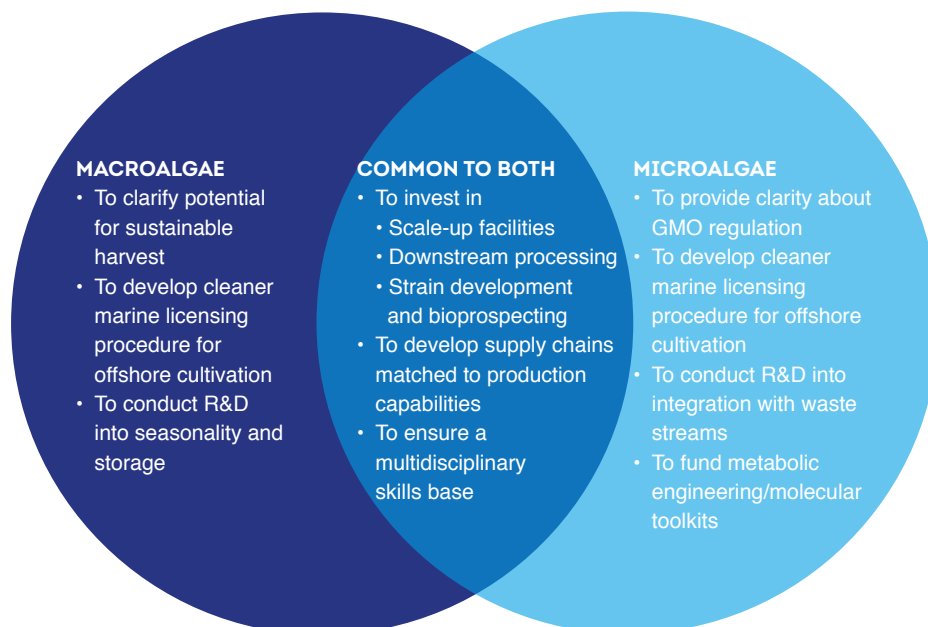 MACROALGAE
• To clarify potential
for sustainable
harvest
• To develop cleaner
marine licensing
procedure for
offshore cultivation
• To conduct R&D
into seasonality and
storage
COMMON TO BOTH
• To invest in
• Scale-up facilities
• Downstream processing
• Strain development
and bioprospecting
• To develop supply chains
matched to production
capabilities
• To ensure a
multidisciplinary
skills base
MICROALGAE
• To provide clarity about
GMO regulation
• To develop cleaner
marine licensing
procedure for offshore
cultivation
• To conduct R&D into
integration with waste
streams
• To fund metabolic
engineering/molecular
toolkits